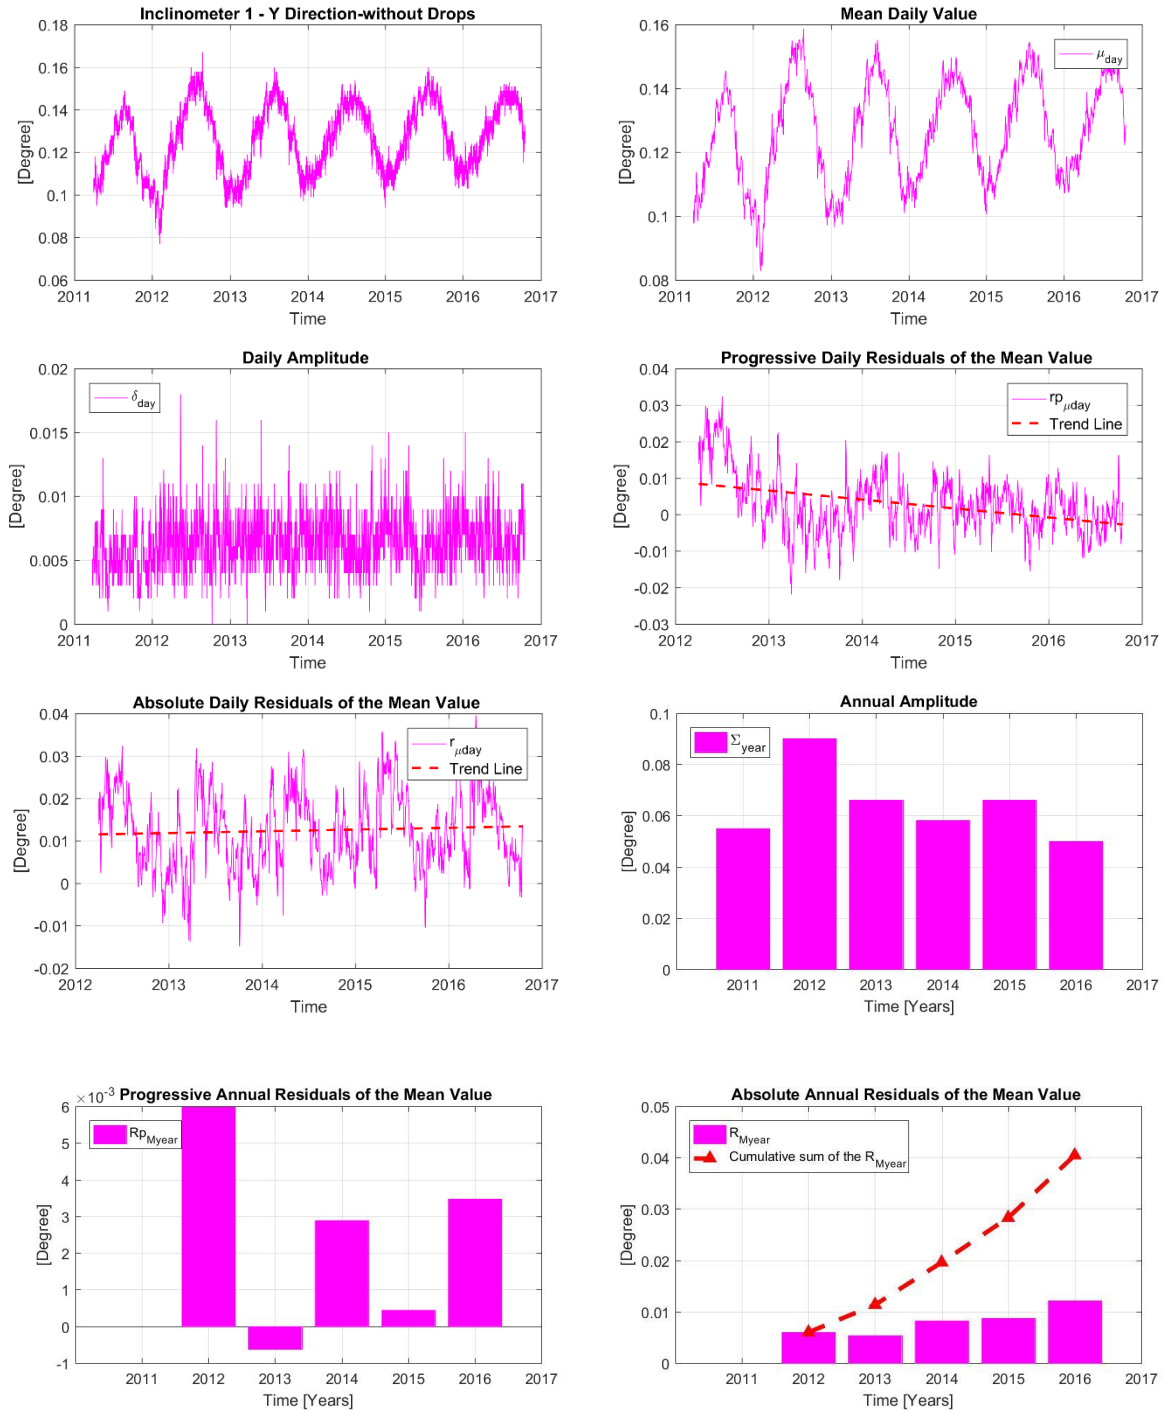 Inclinometer 1 - Y Direction-without Drops
0.18
0.16
0.14
0.12
0.1
0.08
0.06
[Degree]
2011 2012 2013 2014 2015 2016 2017
Time
Mean Daily Value
0.16
0.14
0.12
0.1
0.08
[Degree]
μday
2011 2012 2013 2014 2015 2016 2017
Time
Daily Amplitude
0.02
0.015
0.01
0.005
0
[Degree]
δday
2011 2012 2013 2014 2015 2016 2017
Time
Progressive Daily Residuals of the Mean Value
0.04
0.03
0.02
0.01
0
-0.01
-0.02
-0.03
[Degree]
rpμday
Trend Line
2012 2013 2014 2015 2016 2017
Time
Absolute Daily Residuals of the Mean Value
0.04
0.03
0.02
0.01
0
-0.01
-0.02
[Degree]
rμday
Trend Line
2012 2013 2014 2015 2016 2017
Time
Annual Amplitude
0.1
0.08
0.06
0.04
0.02
0
[Degree]
Σyear
2011 2012 2013 2014 2015 2016 2017
Time [Years]
×10-3 Progressive Annual Residuals of the Mean Value
6
5
4
3
2
1
0
-1
[Degree]
RpMyear
2011 2012 2013 2014 2015 2016 2017
Time [Years]
Absolute Annual Residuals of the Mean Value
0.05
0.04
0.03
0.02
0.01
0
[Degree]
RMyear
Cumulative sum of the RMyear
2011 2012 2013 2014 2015 2016 2017
Time [Years]